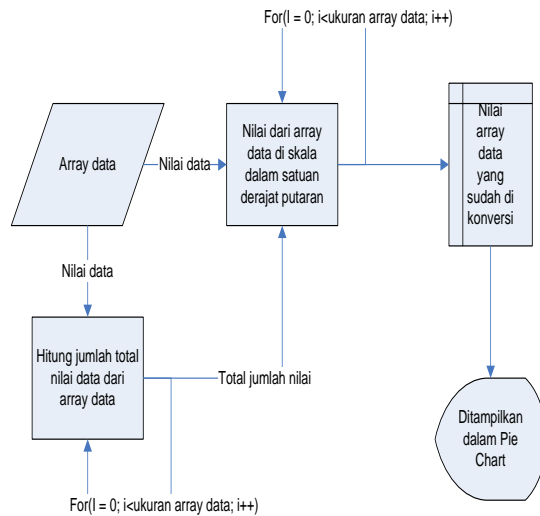 For(I = 0; i<ukuran array data; i++)
Array data
Nilai data
Nilai dari array
data di skala
dalam satuan
derajat putaran
Nilai
array
data
yang
sudah di
konversi
Nilai data
Hitung jumlah total
nilai data dari
array data
Total jumlah nilai
Ditampilkan
dalam Pie
Chart
For(I = 0; i<ukuran array data; i++)